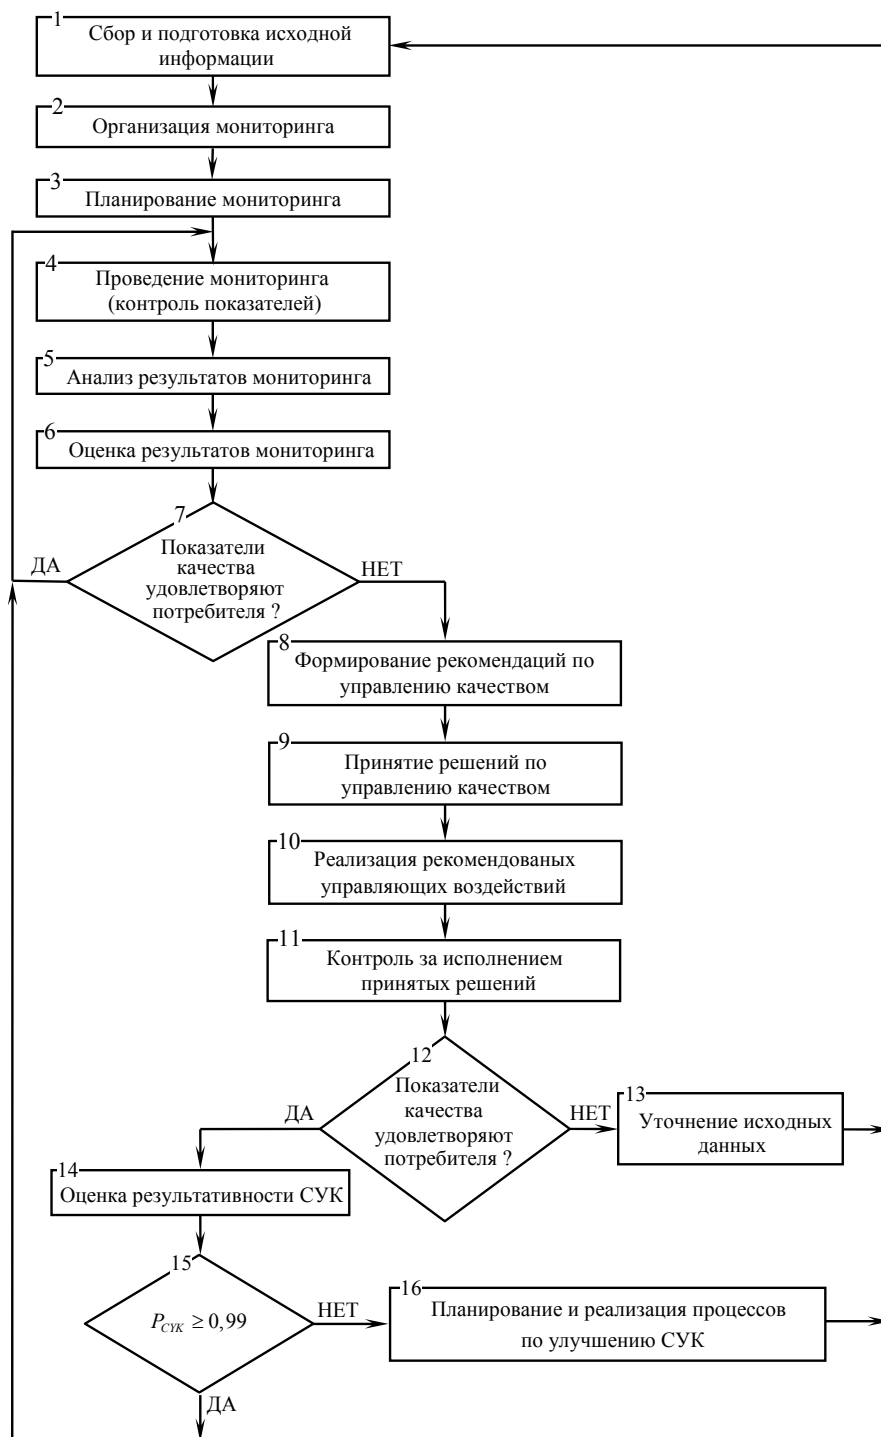 1
Сбор и подготовка исходной
информации
2
Организация мониторинга
3
Планирование мониторинга
4
Проведение мониторинга
(контроль показателей)
5
Анализ результатов мониторинга
6
Оценка результатов мониторинга
7
Показатели
качества
удовлетворяют
потребителя ?
ДА
НЕТ
8
Формирование рекомендаций по
управлению качеством
9
Принятие решений по
управлению качеством
10
Реализация рекомендованых
управляющих воздействий
11
Контроль за исполнением
принятых решений
12
Показатели
качества
удовлетворяют
потребителя ?
ДА
НЕТ
13
Уточнение исходных
данных
14
Оценка результативности СУК
15
P_СУК ≥ 0,99
НЕТ
16
Планирование и реализация процессов
по улучшению СУК
ДА